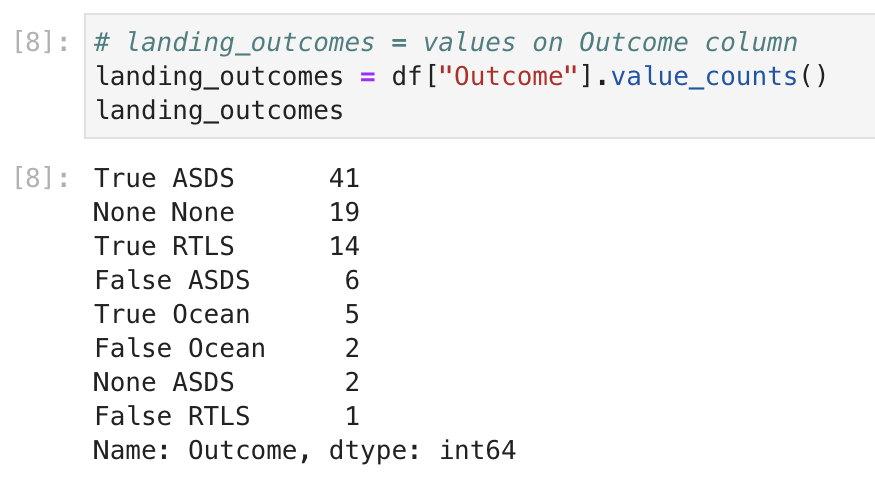 [8]: # landing_outcomes = values on Outcome column
landing_outcomes = df["Outcome"].value_counts()
landing_outcomes
[8]: True ASDS 41
None None 19
True RTLS 14
False ASDS 6
True Ocean 5
False Ocean 2
None ASDS 2
False RTLS 1
Name: Outcome, dtype: int64